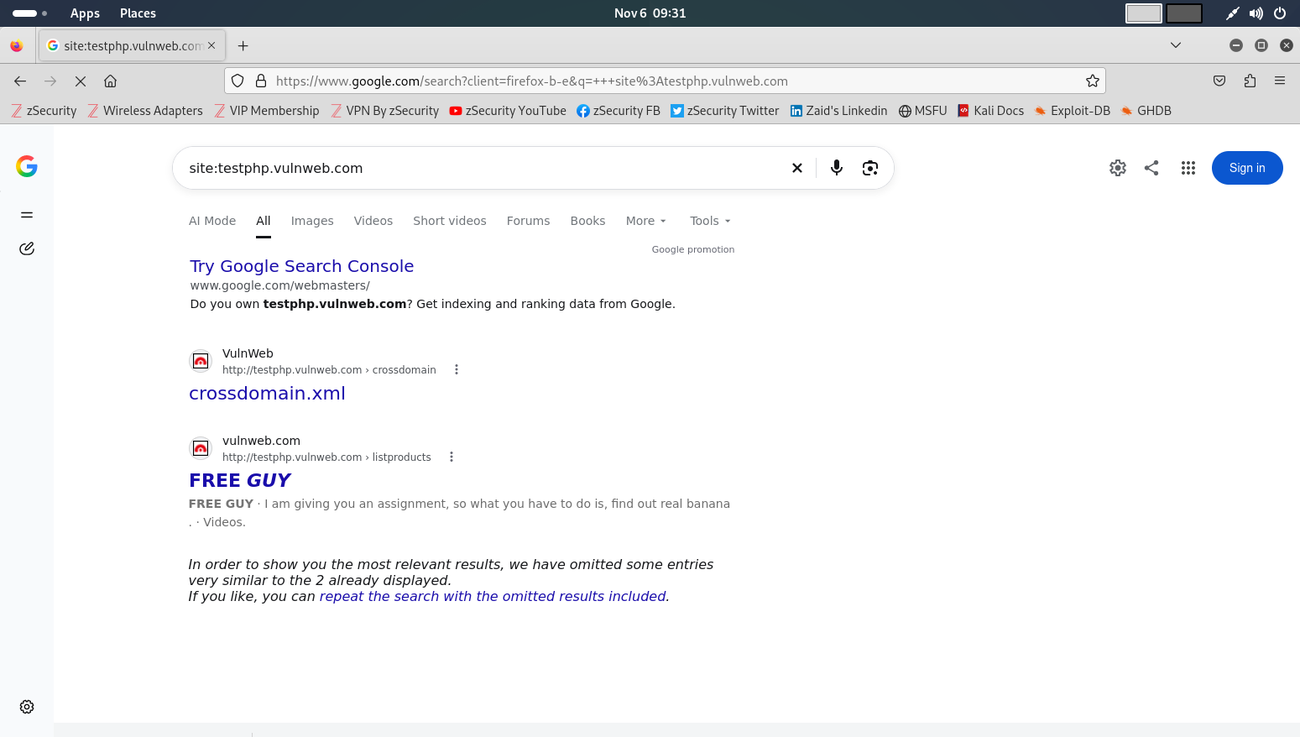 Apps Places Nov 6 09:31
site:testphp.vulnweb.com
https://www.google.com/search?client=firefox-b-e&q=+++site%3Atestphp.vulnweb.com
zSecurity Wireless Adapters VIP Membership VPN By zSecurity zSecurity YouTube zSecurity FB zSecurity Twitter Zaid's Linkedin MSFU Kali Docs Exploit-DB GHDB
site:testphp.vulnweb.com
Sign in
AI Mode All Images Videos Short videos Forums Books More Tools
Google promotion
Try Google Search Console
www.google.com/webmasters/
Do you own testphp.vulnweb.com? Get indexing and ranking data from Google.
VulnWeb
http://testphp.vulnweb.com › crossdomain
crossdomain.xml
vulnweb.com
http://testphp.vulnweb.com › listproducts
FREE GUY
FREE GUY · I am giving you an assignment, so what you have to do is, find out real banana
. · Videos.
In order to show you the most relevant results, we have omitted some entries
very similar to the 2 already displayed.
If you like, you can repeat the search with the omitted results included.